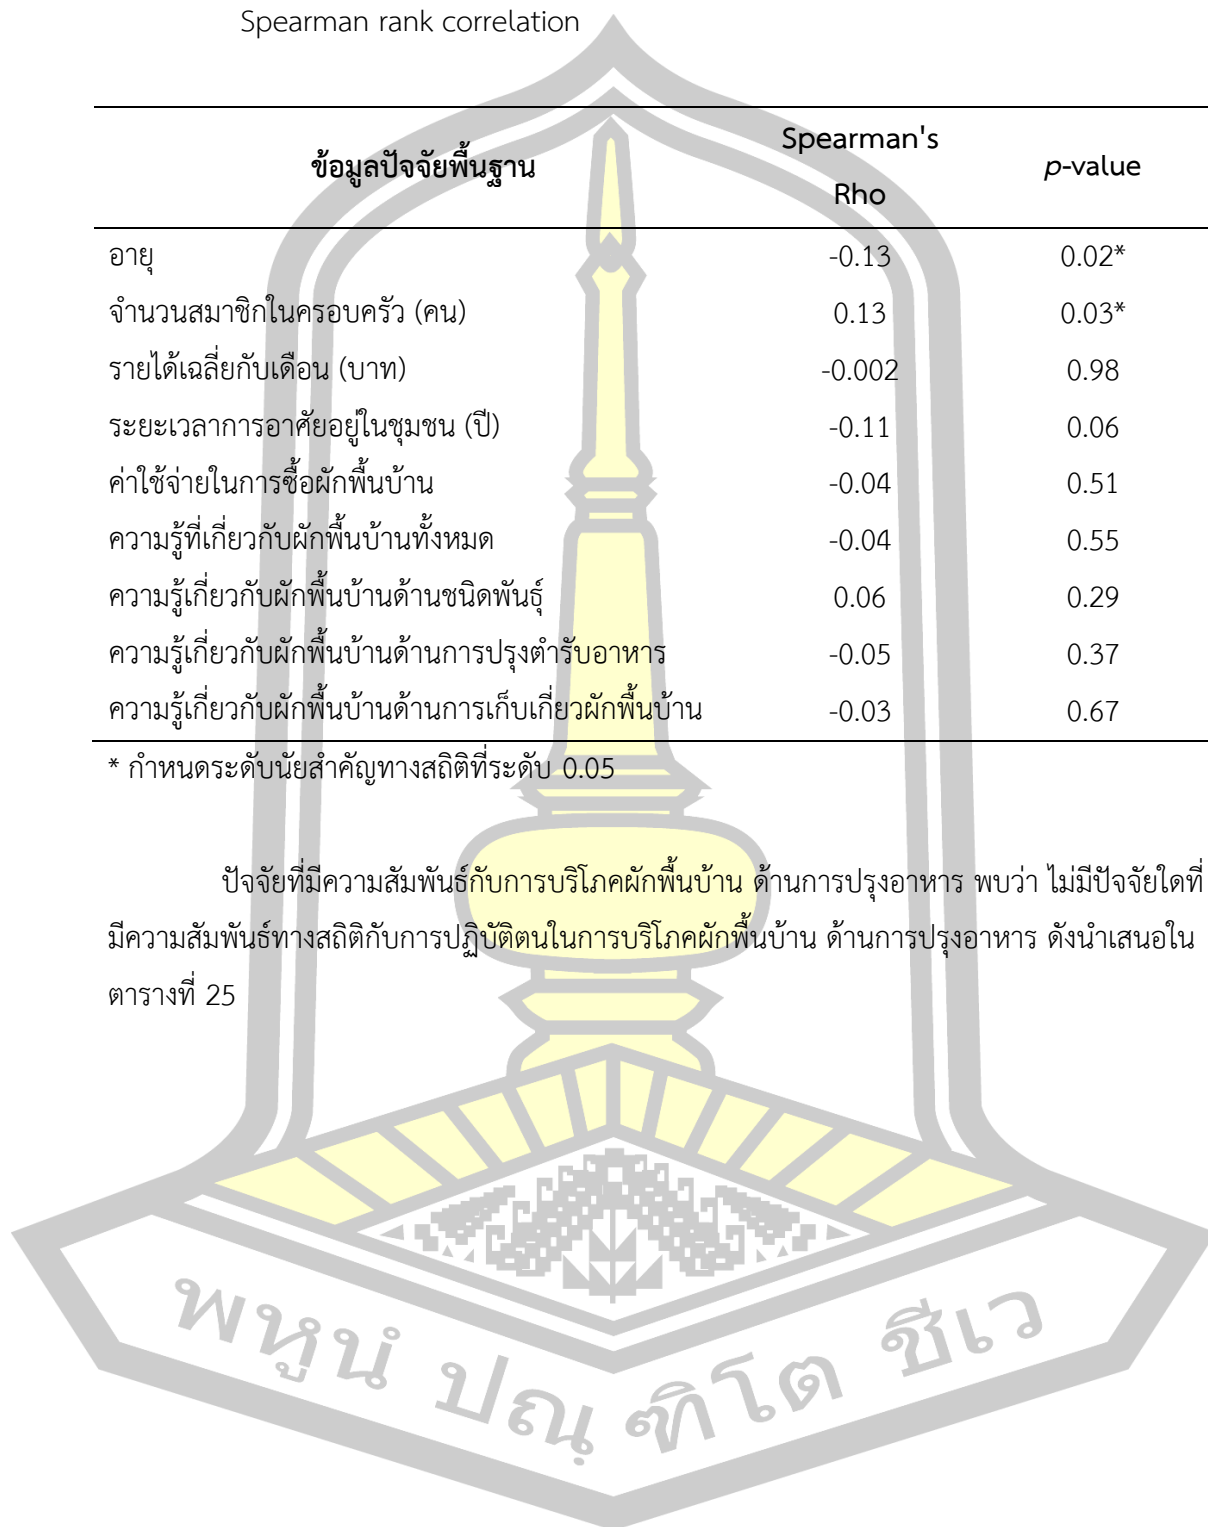 Spearman rank correlation
ข้อมูลปัจจัยพื้นฐาน Spearman's Rho p-value
อายุ -0.13 0.02*
จำนวนสมาชิกในครอบครัว (คน) 0.13 0.03*
รายได้เฉลี่ยกับเดือน (บาท) -0.002 0.98
ระยะเวลาการอาศัยอยู่ในชุมชน (ปี) -0.11 0.06
ค่าใช้จ่ายในการซื้อผักพื้นบ้าน -0.04 0.51
ความรู้ที่เกี่ยวกับผักพื้นบ้านทั้งหมด -0.04 0.55
ความรู้เกี่ยวกับผักพื้นบ้านด้านชนิดพันธุ์ 0.06 0.29
ความรู้เกี่ยวกับผักพื้นบ้านด้านการปรุงตำรับอาหาร -0.05 0.37
ความรู้เกี่ยวกับผักพื้นบ้านด้านการเก็บเกี่ยวผักพื้นบ้าน -0.03 0.67
* กำหนดระดับนัยสำคัญทางสถิติที่ระดับ 0.05
ปัจจัยที่มีความสัมพันธ์กับการบริโภคผักพื้นบ้าน ด้านการปรุงอาหาร พบว่า ไม่มีปัจจัยใดที่
มีความสัมพันธ์ทางสถิติกับการปฏิบัติตนในการบริโภคผักพื้นบ้าน ด้านการปรุงอาหาร ดังนำเสนอใน
ตารางที่ 25
พหูนํ ปณฺฑิโต ชีเว